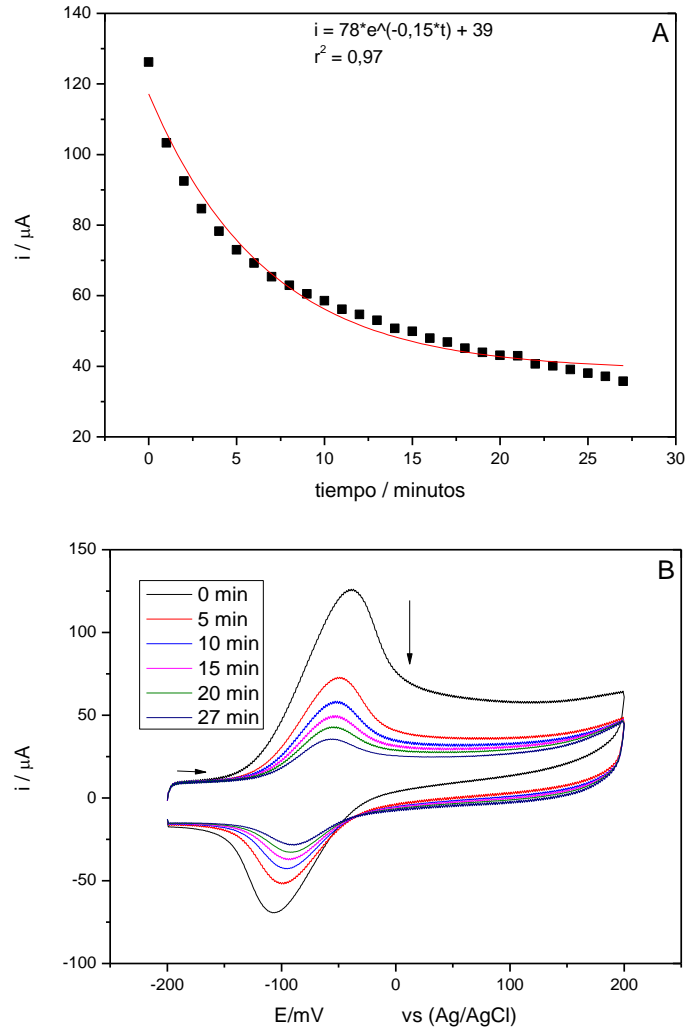 A
i = 78*e^(-0,15*t) + 39
r² = 0,97
140
120
100
80
60
40
20
i / μA
0 5 10 15 20 25 30
tiempo / minutos
B
150
100
50
0
-50
-100
i / μA
0 min
5 min
10 min
15 min
20 min
27 min
-200 -100 0 100 200
E/mV vs (Ag/AgCl)